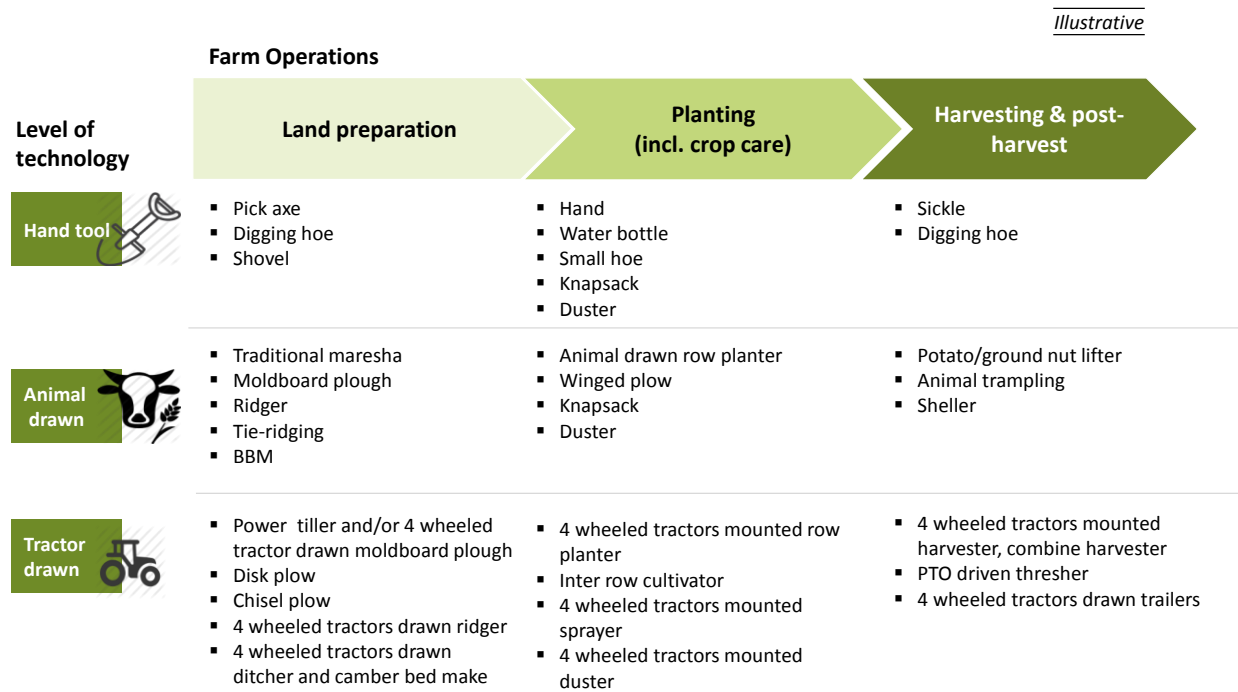 Illustrative
Farm Operations
Level of
technology
Land preparation
Planting
(incl. crop care)
Harvesting & post-
harvest
Hand tool
▪ Pick axe
▪ Digging hoe
▪ Shovel
▪ Hand
▪ Water bottle
▪ Small hoe
▪ Knapsack
▪ Duster
▪ Sickle
▪ Digging hoe
Animal
drawn
▪ Traditional maresha
▪ Moldboard plough
▪ Ridger
▪ Tie-ridging
▪ BBM
▪ Animal drawn row planter
▪ Winged plow
▪ Knapsack
▪ Duster
▪ Potato/ground nut lifter
▪ Animal trampling
▪ Sheller
Tractor
drawn
▪ Power tiller and/or 4 wheeled
tractor drawn moldboard plough
▪ Disk plow
▪ Chisel plow
▪ 4 wheeled tractors drawn ridger
▪ 4 wheeled tractors drawn
ditcher and camber bed make
▪ 4 wheeled tractors mounted row
planter
▪ Inter row cultivator
▪ 4 wheeled tractors mounted
sprayer
▪ 4 wheeled tractors mounted
duster
▪ 4 wheeled tractors mounted
harvester, combine harvester
▪ PTO driven thresher
▪ 4 wheeled tractors drawn trailers